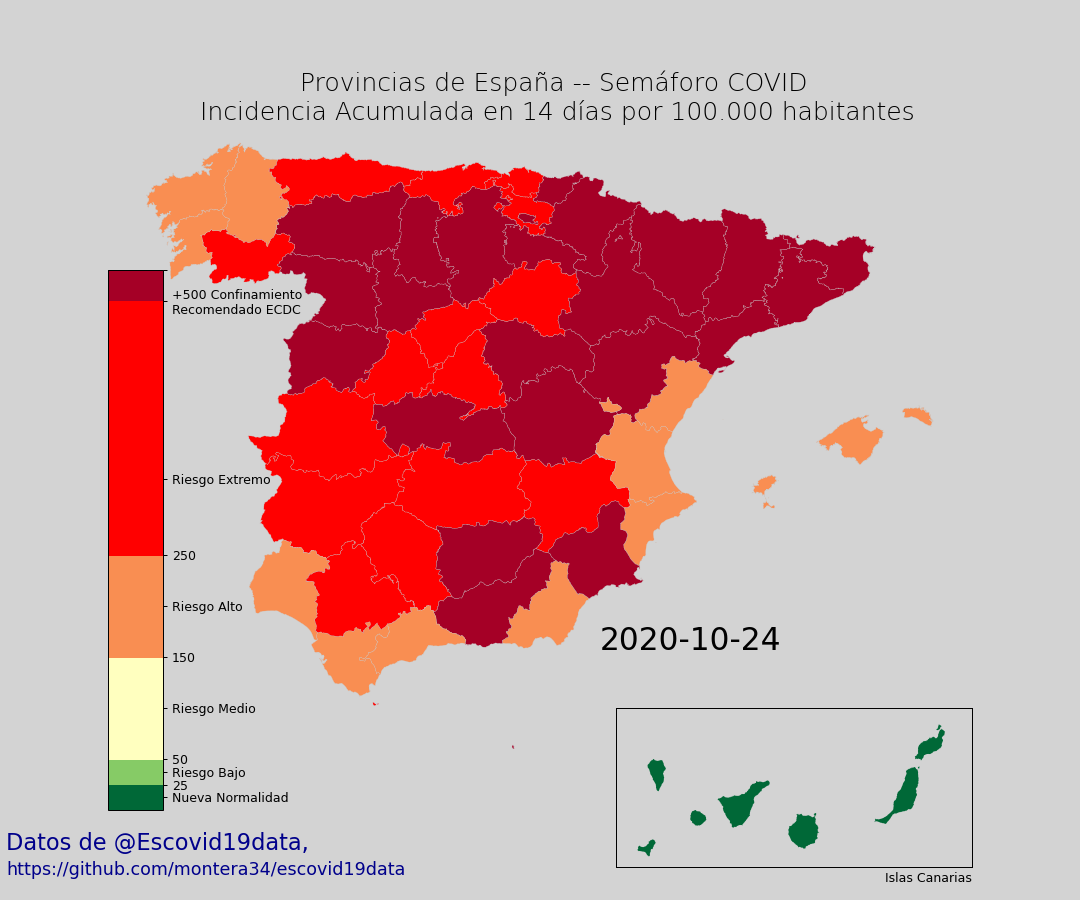 Provincias de España -- Semáforo COVID
Incidencia Acumulada en 14 días por 100.000 habitantes
+500 Confinamiento
Recomendado ECDC
Riesgo Extremo
250
Riesgo Alto
150
Riesgo Medio
50
Riesgo Bajo
25
Nueva Normalidad
2020-10-24
Islas Canarias
Datos de @Escovid19data,
https://github.com/montera34/escovid19data